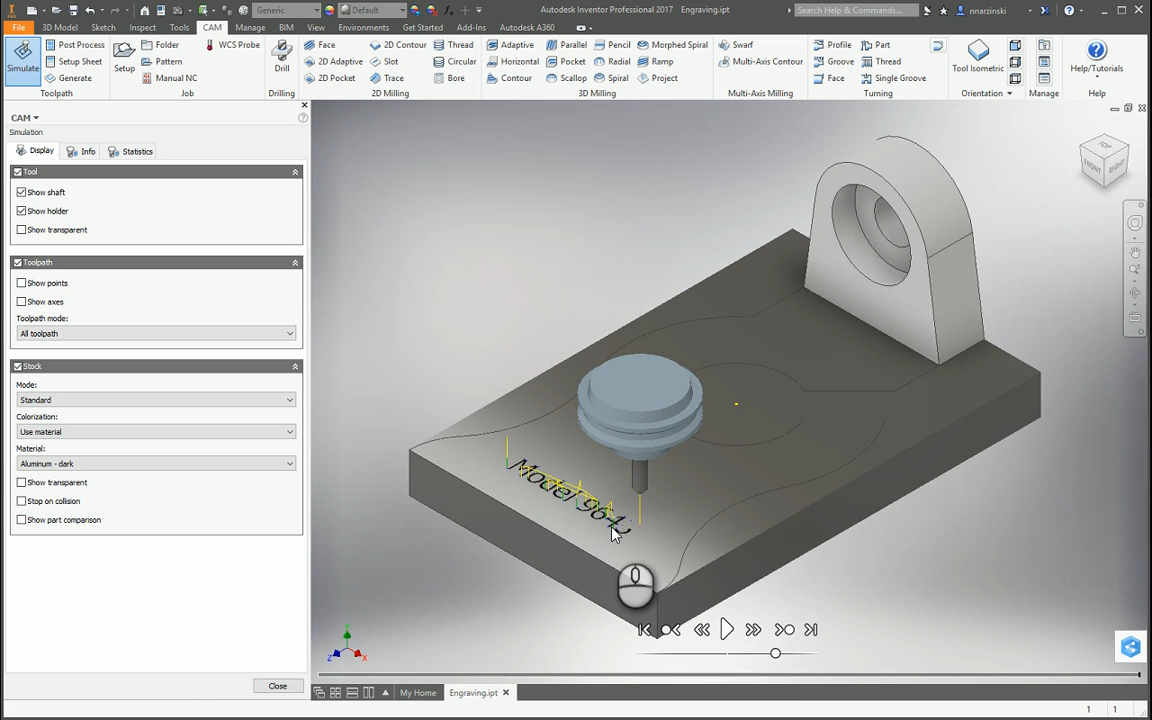 PRO
Generic
Default
Autodesk Inventor Professional 2017 Engraving.ipt
Search Help & Commands...
nnarzinski
File 3D Model Sketch Inspect Tools CAM Manage BIM View Environments Get Started Add-Ins Autodesk A360
Simulate
Post Process
Setup Sheet
Generate
Toolpath
Setup
Folder
Pattern
Manual NC
WCS Probe
Job
Drill
Drilling
Face
2D Adaptive
2D Pocket
2D Contour
Slot
Trace
Thread
Circular
Bore
2D Milling
Adaptive
Horizontal
Contour
Parallel
Pocket
Scallop
Pencil
Radial
Spiral
Morphed Spiral
Ramp
Project
3D Milling
Swarf
Multi-Axis Contour
Multi-Axis Milling
Profile
Groove
Face
Part
Thread
Single Groove
Turning
Tool Isometric
Orientation
Manage
Help/Tutorials
Help
CAM
Simulation
Display Info Statistics
Tool
Show shaft
Show holder
Show transparent
Toolpath
Show points
Show axes
Toolpath mode:
All toolpath
Stock
Mode:
Standard
Colorization:
Use material
Material:
Aluminum - dark
Show transparent
Stop on collision
Show part comparison
Close
TOP
FRONT
RIGHT
Z
X
My Home Engraving.ipt
1 1